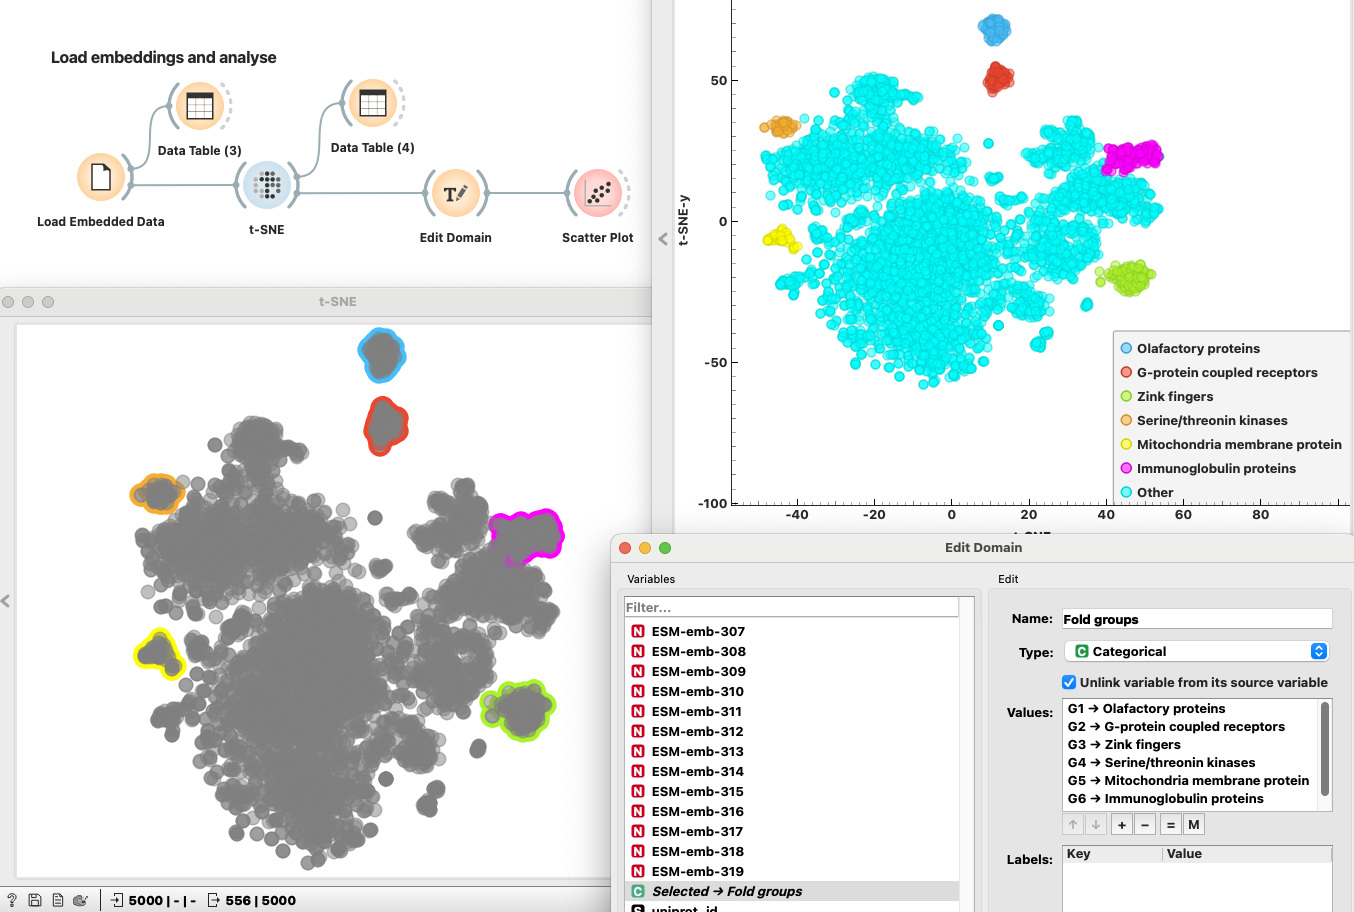 Load embeddings and analyse
Data Table (3)
Data Table (4)
Load Embedded Data
t-SNE
Edit Domain
Scatter Plot
t-SNE
5000 | - | -
556 | 5000
t-SNE-y
50
0
-50
-100
-40
-20
0
20
40
60
80
Olafactory proteins
G-protein coupled receptors
Zink fingers
Serine/threonin kinases
Mitochondria membrane protein
Immunoglobulin proteins
Other
Edit Domain
Variables
Filter...
N ESM-emb-307
N ESM-emb-308
N ESM-emb-309
N ESM-emb-310
N ESM-emb-311
N ESM-emb-312
N ESM-emb-313
N ESM-emb-314
N ESM-emb-315
N ESM-emb-316
N ESM-emb-317
N ESM-emb-318
N ESM-emb-319
C Selected → Fold groups
S uniprot_id
Edit
Name: Fold groups
Type: C Categorical
Unlink variable from its source variable
Values:
G1 → Olafactory proteins
G2 → G-protein coupled receptors
G3 → Zink fingers
G4 → Serine/threonin kinases
G5 → Mitochondria membrane protein
G6 → Immunoglobulin proteins
↑ ↓ + − = M
Labels:
Key Value